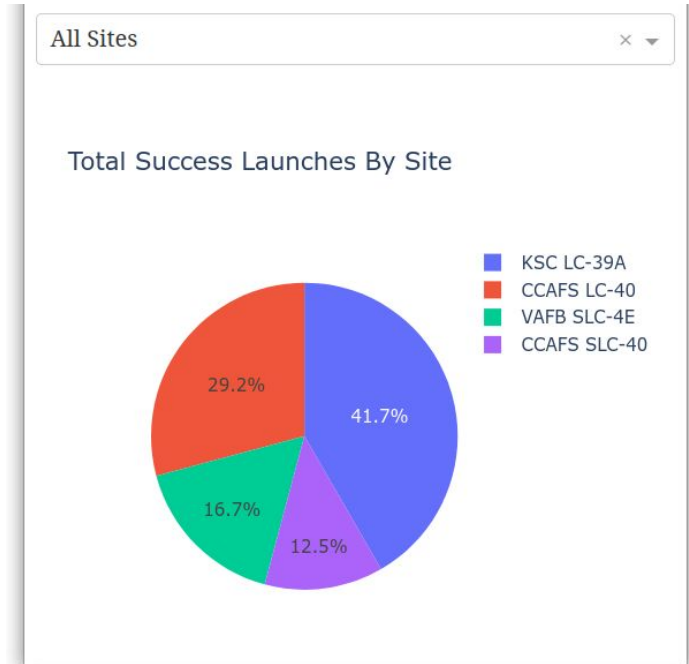 All Sites
Total Success Launches By Site
KSC LC-39A
CCAFS LC-40
VAFB SLC-4E
CCAFS SLC-40
29.2%
41.7%
16.7%
12.5%